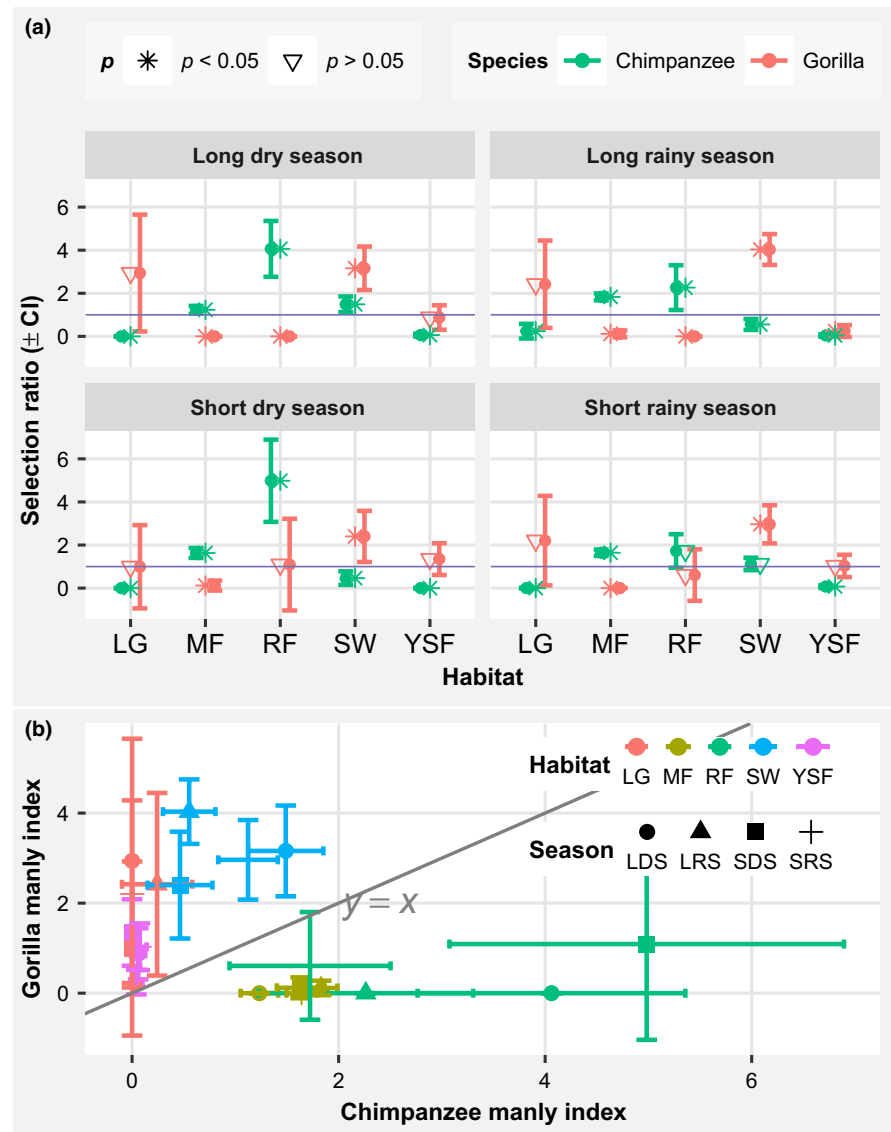 (a)
p p < 0.05 p > 0.05 Species Chimpanzee Gorilla
Long dry season Long rainy season
6
4
2
0
Short dry season Short rainy season
6
4
2
0
Selection ratio (± CI)
LG MF RF SW YSF LG MF RF SW YSF
Habitat
(b)
Habitat
LG MF RF SW YSF
Season
LDS LRS SDS SRS
y = x
4
2
0
Gorilla manly index
0 2 4 6
Chimpanzee manly index